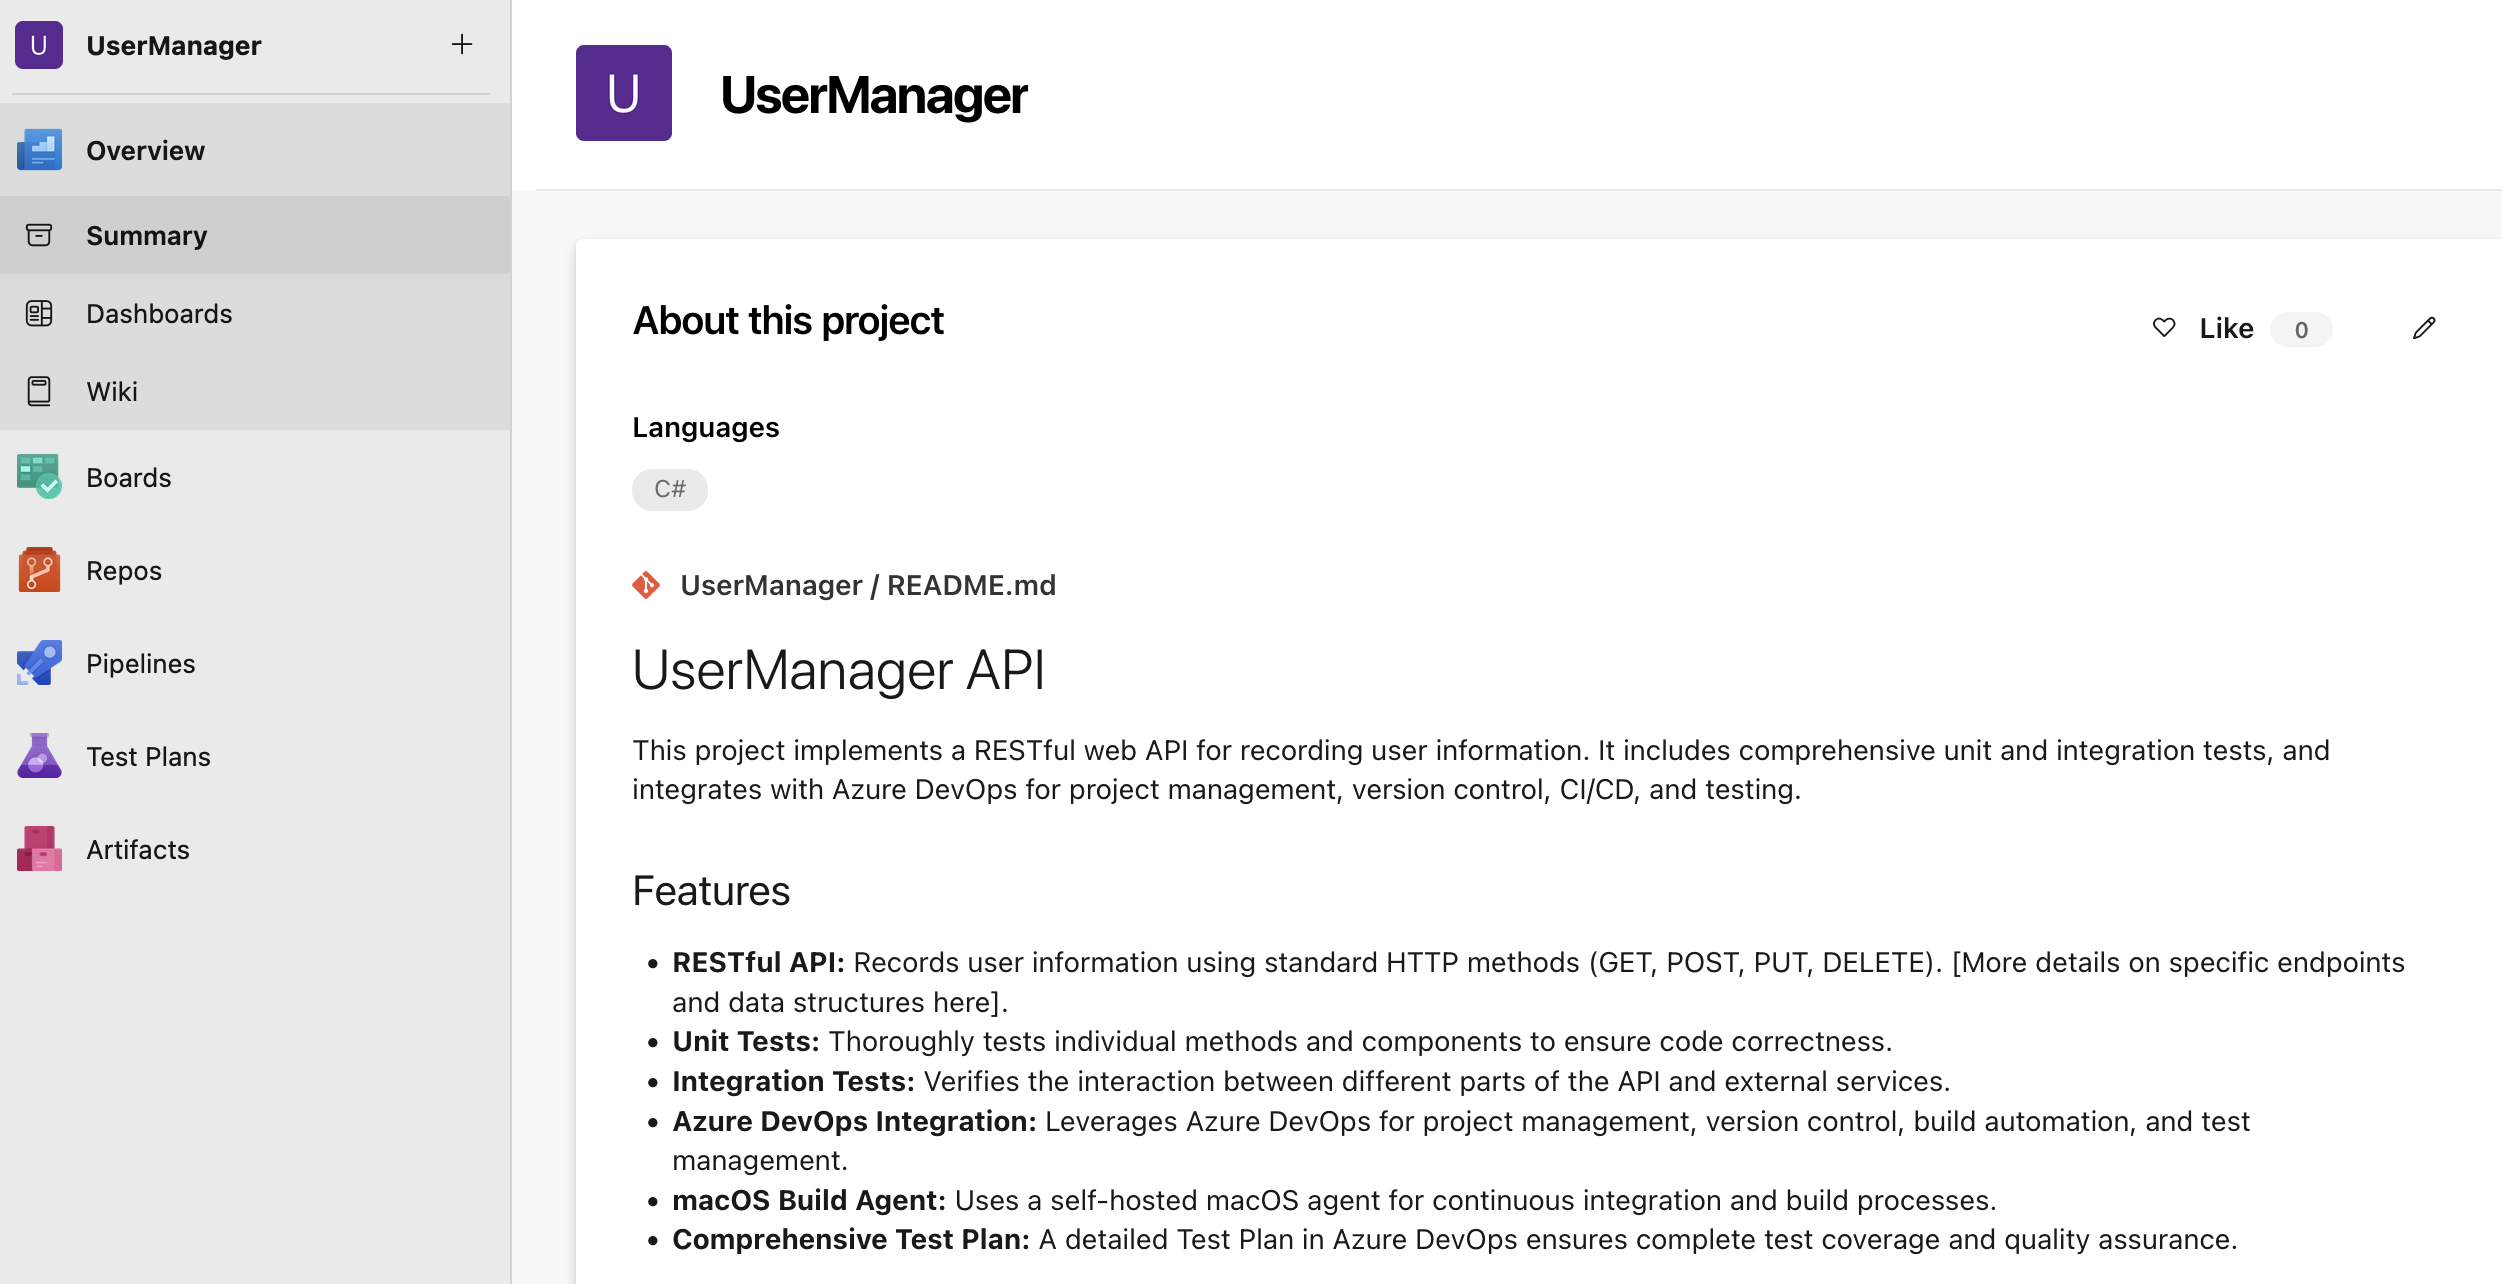 U UserManager
Overview
Summary
Dashboards
Wiki
Boards
Repos
Pipelines
Test Plans
Artifacts
U UserManager
About this project
Like 0
Languages
C#
UserManager / README.md
UserManager API
This project implements a RESTful web API for recording user information. It includes comprehensive unit and integration tests, and
integrates with Azure DevOps for project management, version control, CI/CD, and testing.
Features
• RESTful API: Records user information using standard HTTP methods (GET, POST, PUT, DELETE). [More details on specific endpoints
and data structures here].
• Unit Tests: Thoroughly tests individual methods and components to ensure code correctness.
• Integration Tests: Verifies the interaction between different parts of the API and external services.
• Azure DevOps Integration: Leverages Azure DevOps for project management, version control, build automation, and test
management.
• macOS Build Agent: Uses a self-hosted macOS agent for continuous integration and build processes.
• Comprehensive Test Plan: A detailed Test Plan in Azure DevOps ensures complete test coverage and quality assurance.